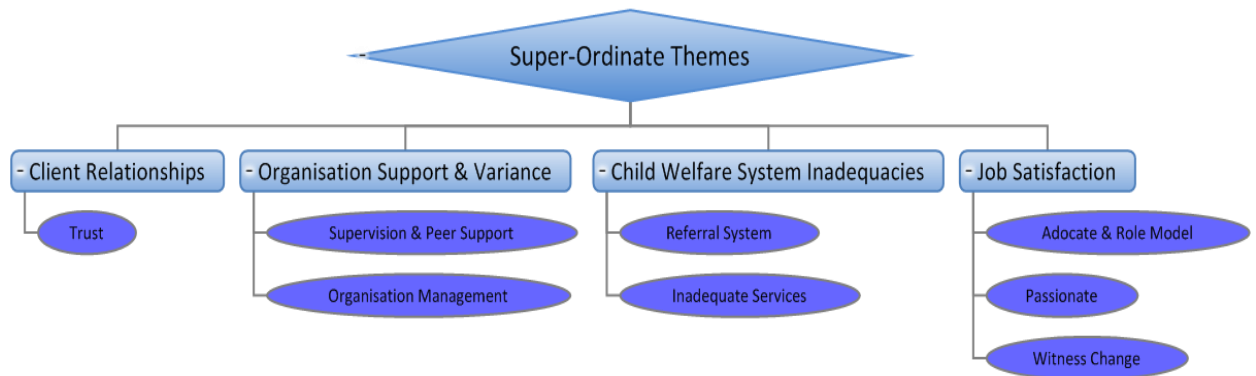 Super-Ordinate Themes
- Client Relationships
- Organisation Support & Variance
- Child Welfare System Inadequacies
- Job Satisfaction
Trust
Supervision & Peer Support
Referral System
Adocate & Role Model
Organisation Management
Inadequate Services
Passionate
Witness Change